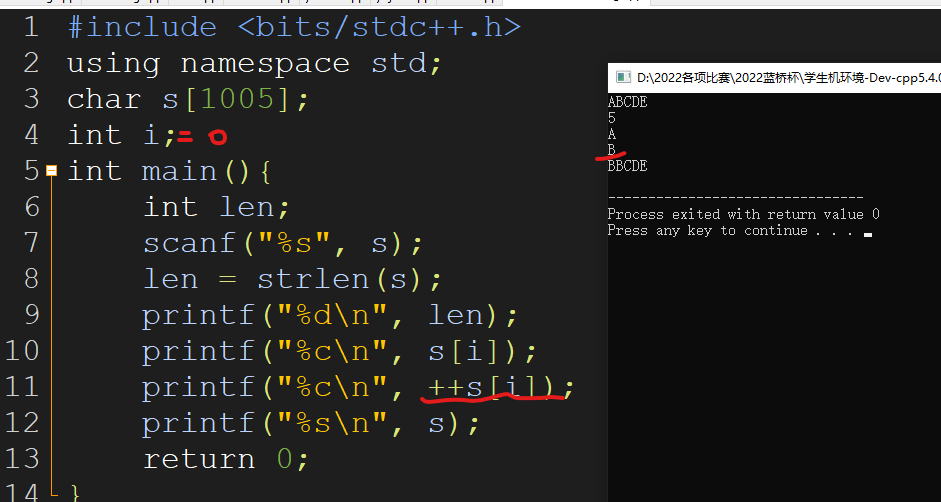 1 #include <bits/stdc++.h>
2 using namespace std;
3 char s[1005];
4 int i;= 0
5 int main(){
6 int len;
7 scanf("%s", s);
8 len = strlen(s);
9 printf("%d\n", len);
10 printf("%c\n", s[i]);
11 printf("%c\n", ++s[i]);
12 printf("%s\n", s);
13 return 0;
14 }
D:\2022各项比赛\2022蓝桥杯\学生机环境-Dev-cpp5.4.0
ABCDE
5
A
B
BBCDE
--------------------------------
Process exited with return value 0
Press any key to continue . . .